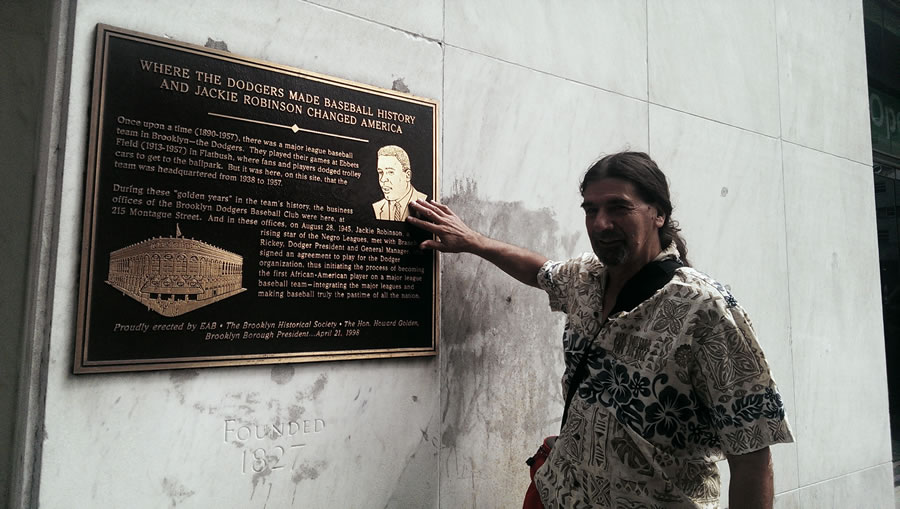 WHERE THE DODGERS MADE BASEBALL HISTORY
AND JACKIE ROBINSON CHANGED AMERICA
Once upon a time (1890-1957), there was a major league baseball
team in Brooklyn—the Dodgers. They played their games at Ebbets
Field (1913-1957) in Flatbush, where fans and players dodged trolley
cars to get to the ballpark. But it was here, on this site, that the
team was headquartered from 1938 to 1957.
During these "golden years" in the team's history, the business
offices of the Brooklyn Dodgers Baseball Club were here, at
215 Montague Street. And in these offices, on August 28, 1945, Jackie Robinson,
rising star of the Negro Leagues, met with
Rickey, Dodger President and General Manager
signed an agreement to play for the Dodger
organization, thus initiating the process of becoming
the first African-American player on a major league
baseball team—integrating the major leagues and
making baseball truly the pastime of all the nation.
Proudly erected by EAB • The Brooklyn Historical Society • The Hon. Howard Golden,
Brooklyn Borough President...April 21, 1998
FOUNDED
1827